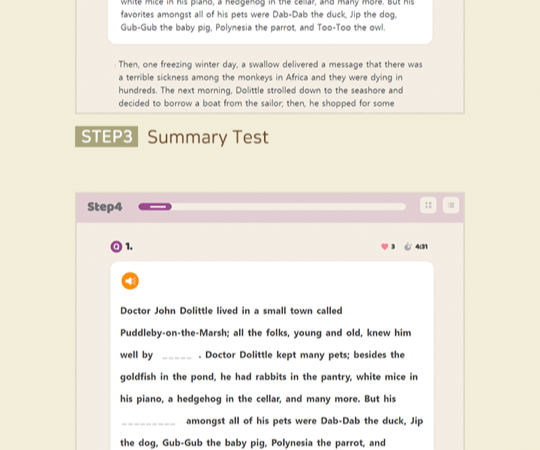 white mice in his piano, a hedgehog in the cellar, and many more. But his
favorites amongst all of his pets were Dab-Dab the duck, Jip the dog,
Gub-Gub the baby pig, Polynesia the parrot, and Too-Too the owl.
Then, one freezing winter day, a swallow delivered a message that there was
a terrible sickness among the monkeys in Africa and they were dying in
hundreds. The next morning, Dolittle strolled down to the seashore and
decided to borrow a boat from the sailor; then, he shopped for some
STEP3 Summary Test
Step4
Q 1.
3 4:31
Doctor John Dolittle lived in a small town called
Puddleby-on-the-Marsh; all the folks, young and old, knew him
well by _____ . Doctor Dolittle kept many pets; besides the
goldfish in the pond, he had rabbits in the pantry, white mice in
his piano, a hedgehog in the cellar, and many more. But his
_________ amongst all of his pets were Dab-Dab the duck, Jip
the dog, Gub-Gub the baby pig, Polynesia the parrot, and